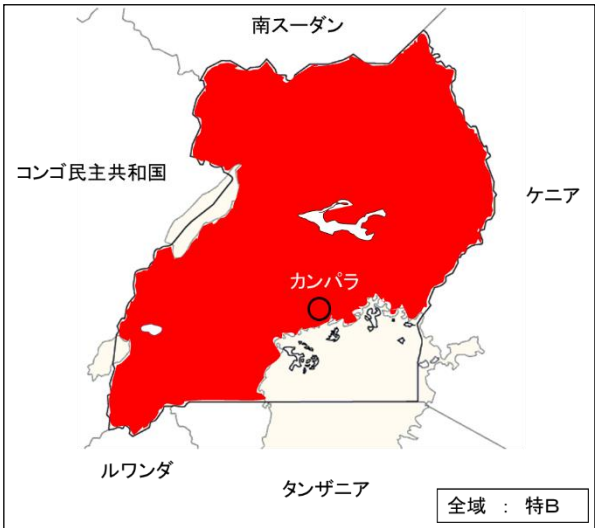 南スーダン
コンゴ民主共和国
ケニア
カンパラ
ルワンダ
タンザニア
全域 ： 特Ｂ